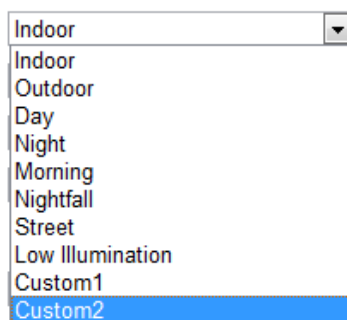 Indoor
Indoor
Outdoor
Day
Night
Morning
Nightfall
Street
Low Illumination
Custom1
Custom2